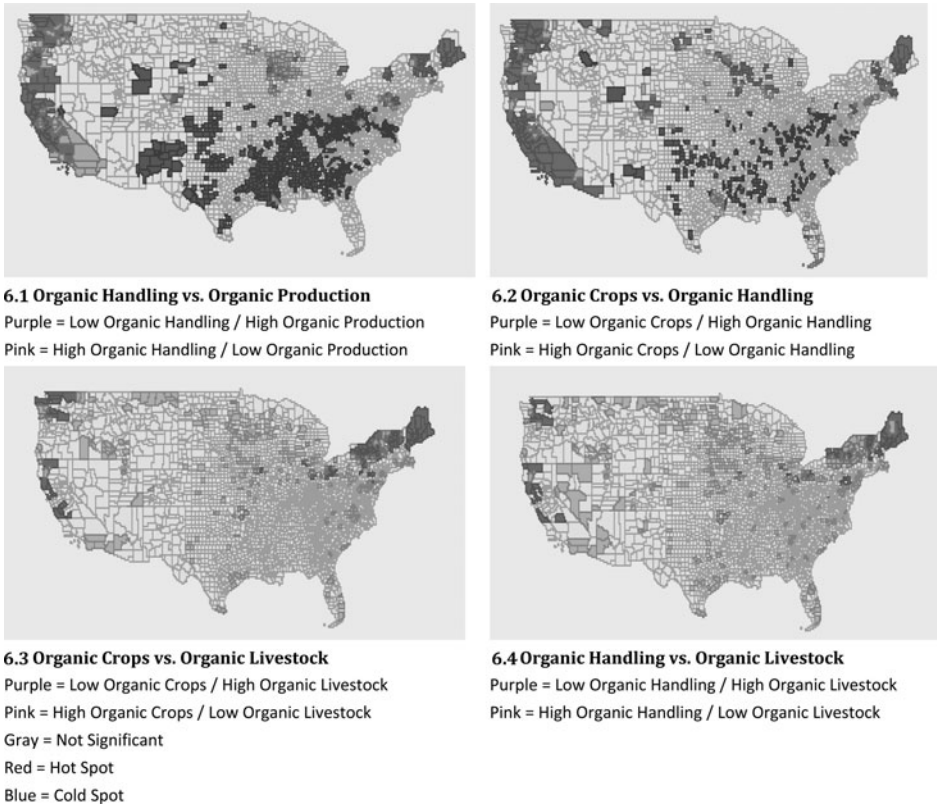 6.1 Organic Handling vs. Organic Production
Purple = Low Organic Handling / High Organic Production
Pink = High Organic Handling / Low Organic Production
6.2 Organic Crops vs. Organic Handling
Purple = Low Organic Crops / High Organic Handling
Pink = High Organic Crops / Low Organic Handling
6.3 Organic Crops vs. Organic Livestock
Purple = Low Organic Crops / High Organic Livestock
Pink = High Organic Crops / Low Organic Livestock
Gray = Not Significant
Red = Hot Spot
Blue = Cold Spot
6.4 Organic Handling vs. Organic Livestock
Purple = Low Organic Handling / High Organic Livestock
Pink = High Organic Handling / Low Organic Livestock